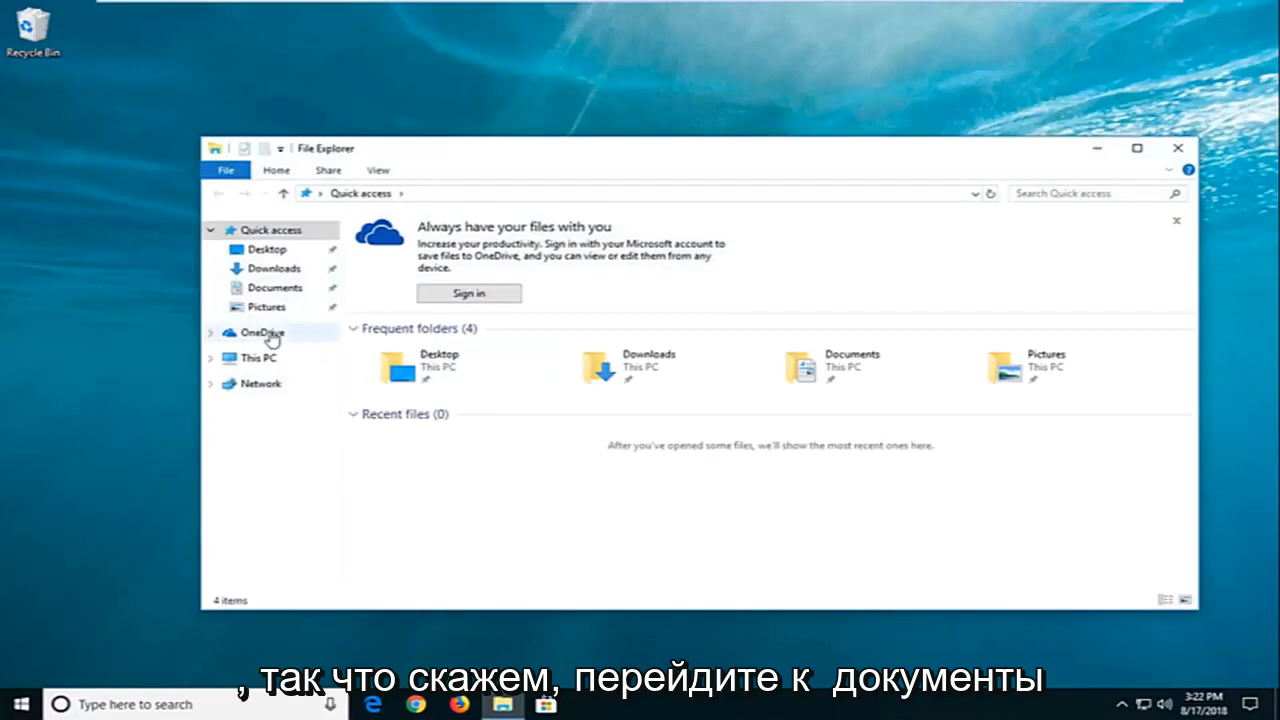 Recycle Bin
File Explorer
File Home Share View
Quick access
Search Quick access
Quick access
Desktop
Downloads
Documents
Pictures
OneDrive
This PC
Network
Always have your files with you
Increase your productivity. Sign in with your Microsoft account to
save files to OneDrive, and you can view or edit them from any
device.
Sign in
Frequent folders (4)
Desktop
This PC
Downloads
This PC
Documents
This PC
Pictures
This PC
Recent files (0)
After you've opened some files, we'll show the most recent ones here.
4 items
, так что скажем, перейдите к документы
Type here to search
3:22 PM
8/17/2018